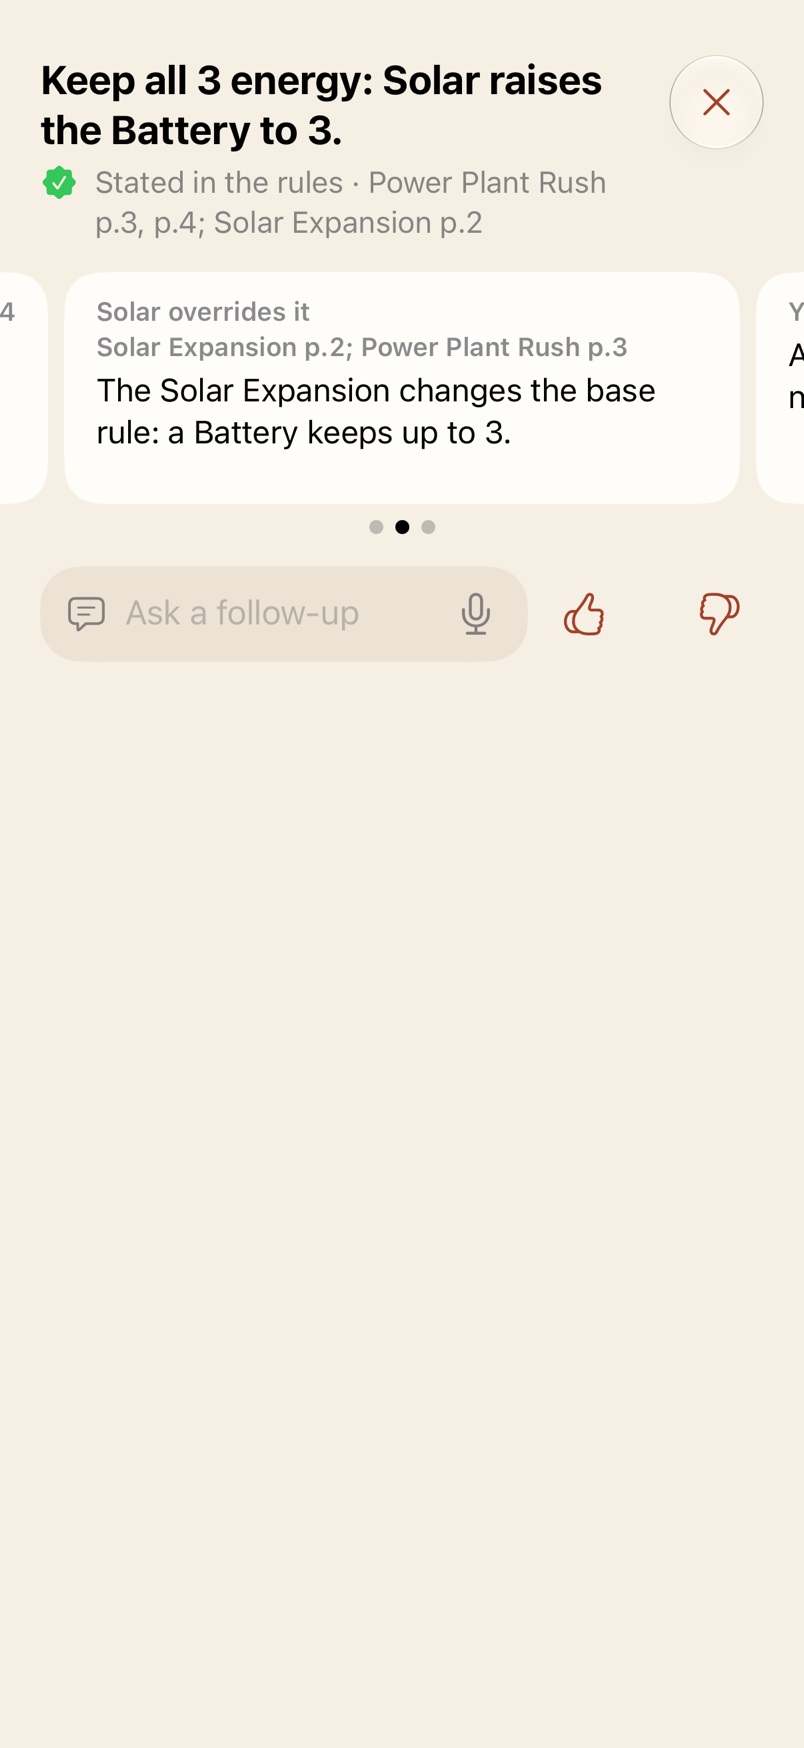 Keep all 3 energy: Solar raises
the Battery to 3.
Stated in the rules · Power Plant Rush
p.3, p.4; Solar Expansion p.2
4
Solar overrides it
Solar Expansion p.2; Power Plant Rush p.3
The Solar Expansion changes the base
rule: a Battery keeps up to 3.
Ask a follow-up